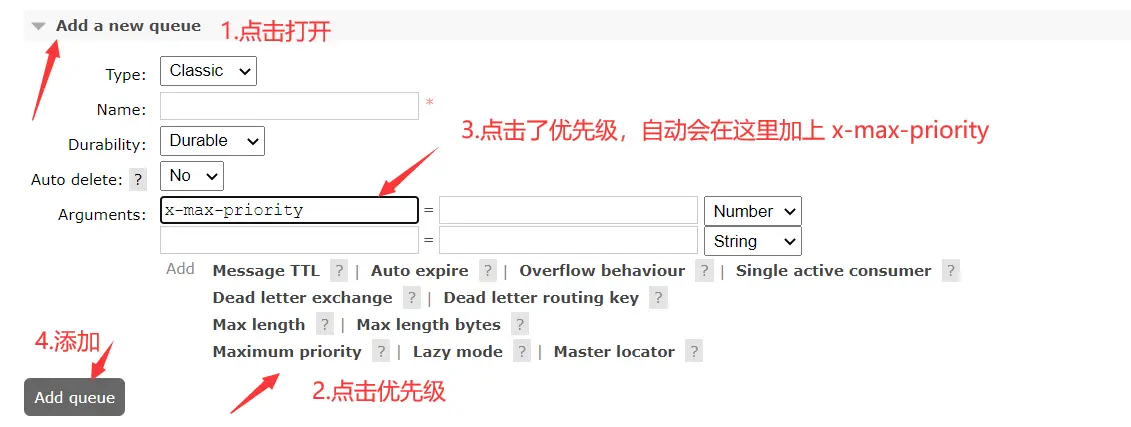 Add a new queue 1.点击打开
Type: Classic
Name: *
3.点击了优先级，自动会在这里加上 x-max-priority
Durability: Durable
Auto delete: ? No
Arguments: x-max-priority = Number
= String
Add Message TTL ? | Auto expire ? | Overflow behaviour ? | Single active consumer ?
Dead letter exchange ? | Dead letter routing key ?
Max length ? | Max length bytes ?
4.添加
Maximum priority ? | Lazy mode ? | Master locator ?
Add queue
2.点击优先级